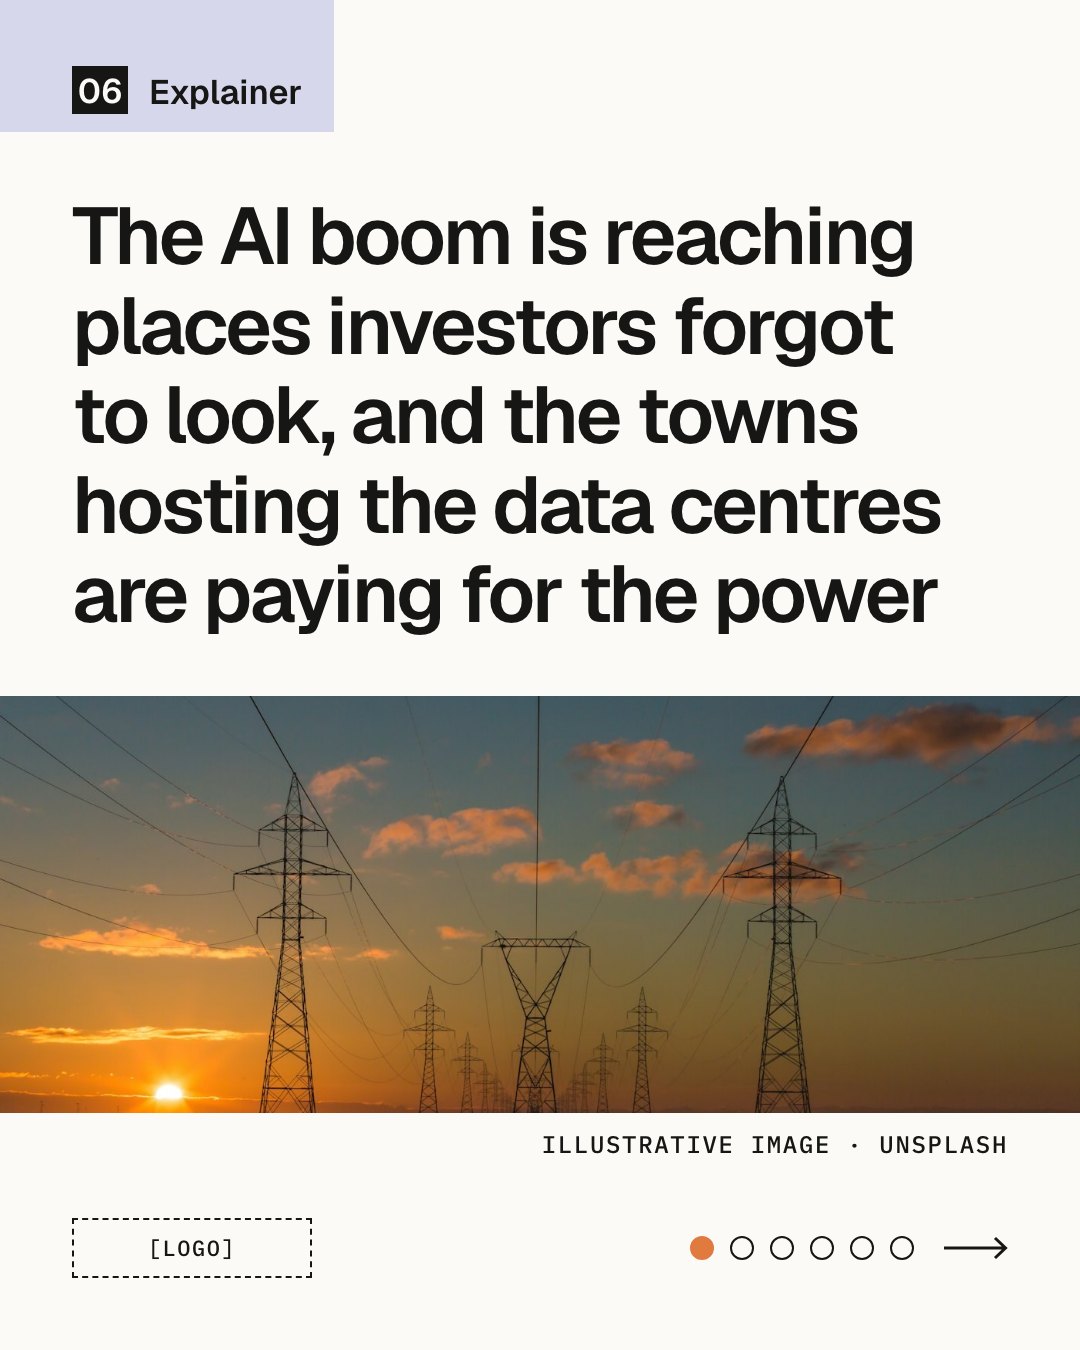 06 Explainer
The AI boom is reaching
places investors forgot
to look, and the towns
hosting the data centres
are paying for the power
ILLUSTRATIVE IMAGE · UNSPLASH
[LOGO]